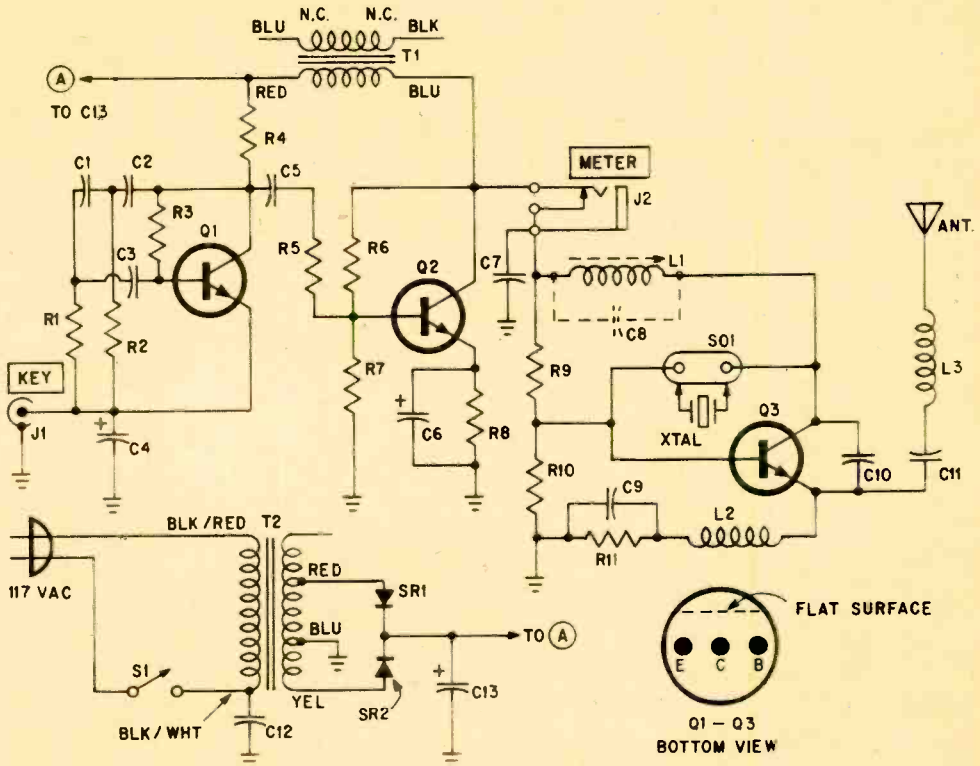 N.C. N.C.
BLU BLK
T1
A
RED BLU
TO C13
R4
C1 C2 C5
METER
J2
R3
Q1
ANT.
C3 R5 R6 C7 L1
Q2
R1 R2 C8
SO1
L3
KEY
R7 R9
Q3
J1 C4 C6 R8 XTAL
R10 C10 C11
C9
L2
BLK/RED T2
R11
RED
117 VAC SR1 FLAT SURFACE
BLU TO A
E C B
S1
C13
YEL SR2
BLK/WHT C12 Q1 – Q3
BOTTOM VIEW